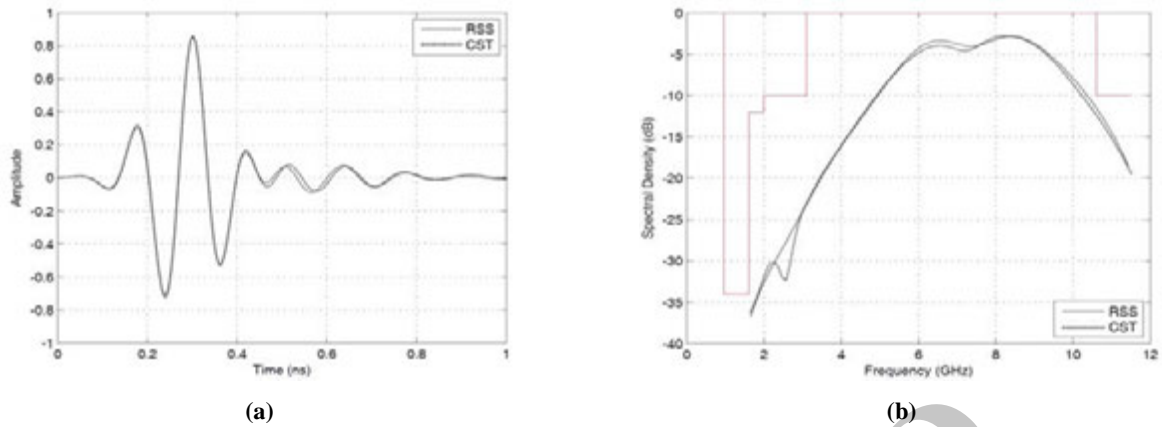 1
0.8
0.6
0.4
0.2
0
-0.2
-0.4
-0.6
-0.8
-1
Amplitude
RSS
CST
0 0.2 0.4 0.6 0.8 1
Time (ns)
(a)
0
-5
-10
-15
-20
-25
-30
-35
-40
Spectral Density (dB)
RSS
CST
0 2 4 6 8 10 12
Frequency (GHz)
(b)